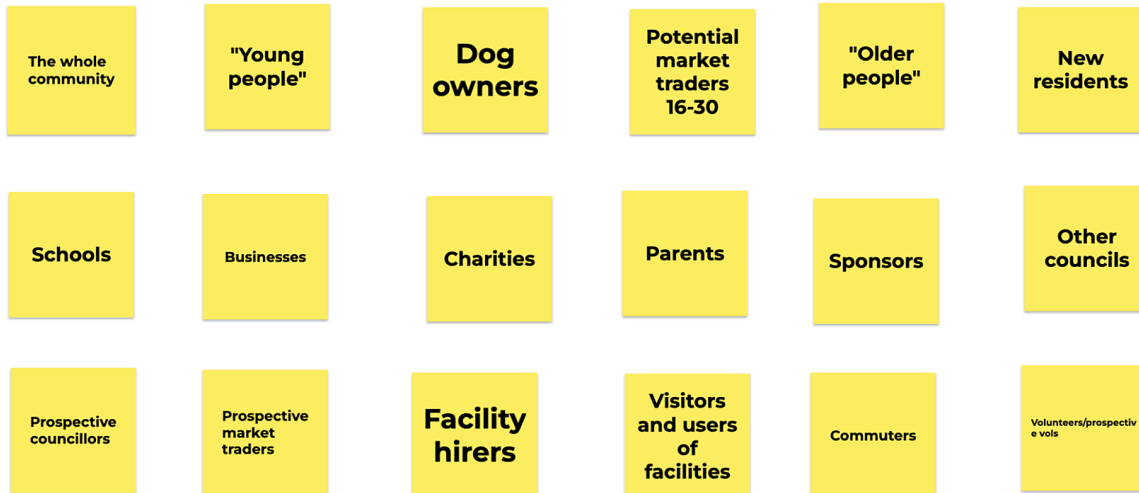 The whole
community
"Young
people"
Dog
owners
Potential
market
traders
16-30
"Older
people"
New
residents
Schools
Businesses
Charities
Parents
Sponsors
Other
councils
Prospective
councillors
Prospective
market
traders
Facility
hirers
Visitors
and users
of
facilities
Commuters
Volunteers/prospectiv
e vols